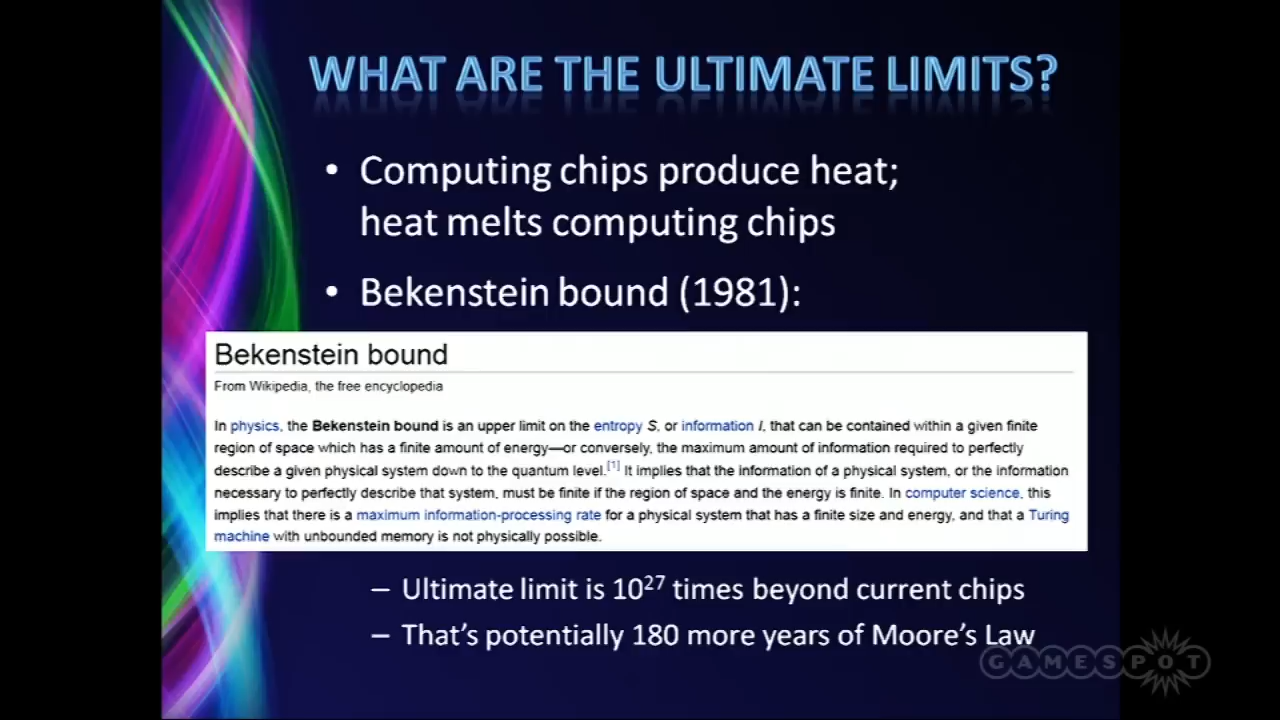 WHAT ARE THE ULTIMATE LIMITS?
• Computing chips produce heat;
heat melts computing chips
• Bekenstein bound (1981):
Bekenstein bound
From Wikipedia, the free encyclopedia
In physics, the Bekenstein bound is an upper limit on the entropy S, or information I, that can be contained within a given finite
region of space which has a finite amount of energy—or conversely, the maximum amount of information required to perfectly
describe a given physical system down to the quantum level.[1] It implies that the information of a physical system, or the information
necessary to perfectly describe that system, must be finite if the region of space and the energy is finite. In computer science, this
implies that there is a maximum information-processing rate for a physical system that has a finite size and energy, and that a Turing
machine with unbounded memory is not physically possible.
– Ultimate limit is 10²⁷ times beyond current chips
– That's potentially 180 more years of Moore's Law
GAMESPOT